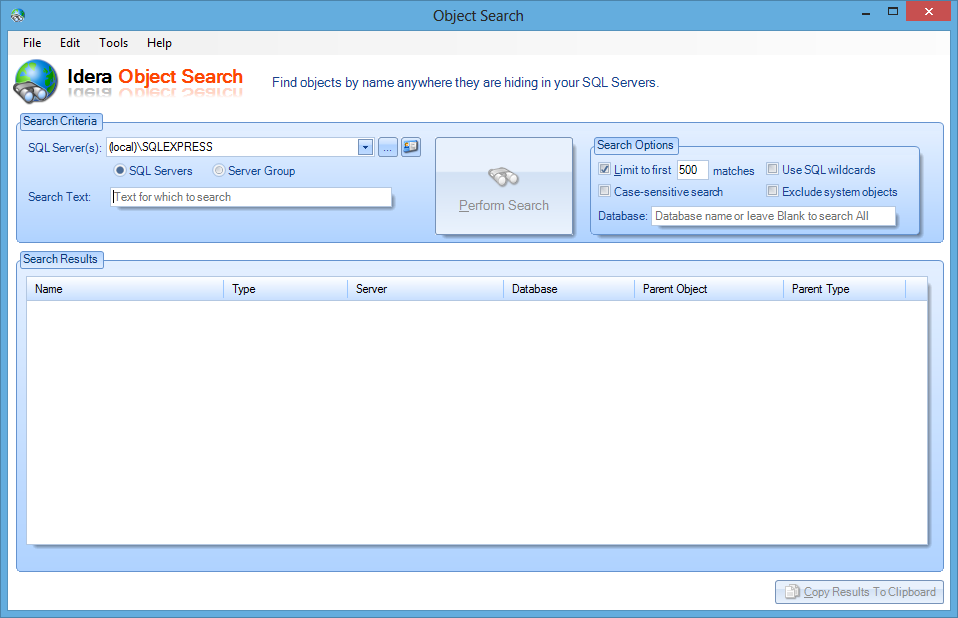 Object Search
File Edit Tools Help
Idera Object Search
Find objects by name anywhere they are hiding in your SQL Servers.
Search Criteria
SQL Server(s): (local)\SQLEXPRESS ...
SQL Servers Server Group
Search Text: Text for which to search
Perform Search
Search Options
Limit to first 500 matches Use SQL wildcards
Case-sensitive search Exclude system objects
Database: Database name or leave Blank to search All
Search Results
Name Type Server Database Parent Object Parent Type
Copy Results To Clipboard